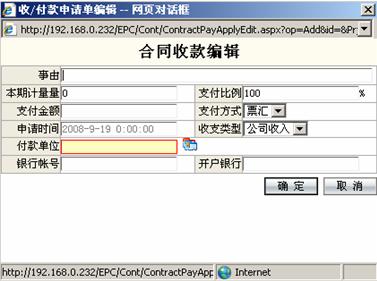 收/付款申请单编辑 -- 网页对话框
http://192.168.0.232/EPC/Cont/ContractPayApplyEdit.aspx?op=Add&id=&Pr
合同收款编辑
事由
本期计量量 0 支付比例 100 %
支付金额 支付方式 票汇
申请时间 2008-9-19 0:00:00 收支类型 公司收入
付款单位
银行帐号 开户银行
确 定 取 消
http://192.168.0.232/EPC/Cont/ContractPayApp Internet